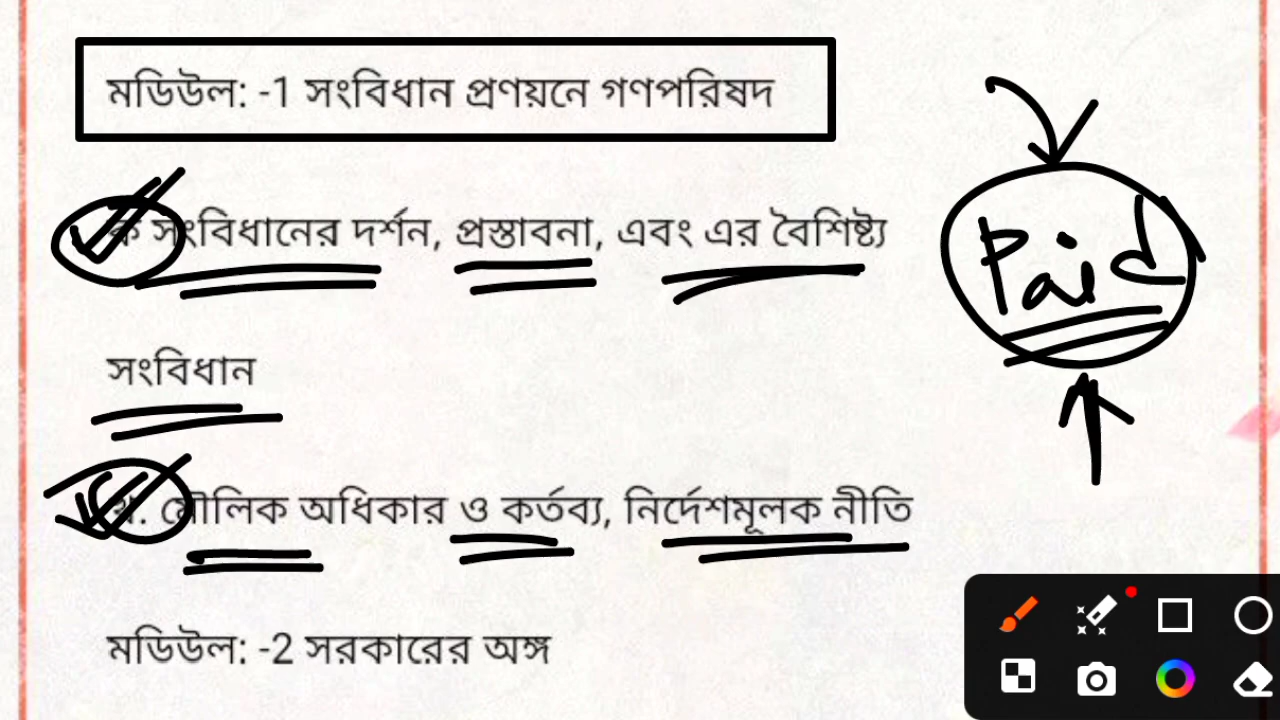 মডিউল: -1 সংবিধান প্রণয়নে গণপরিষদ
ক সংবিধানের দর্শন, প্রস্তাবনা, এবং এর বৈশিষ্ট্য
Paid
সংবিধান
খ. মৌলিক অধিকার ও কর্তব্য, নির্দেশমূলক নীতি
মডিউল: -2 সরকারের অঙ্গ